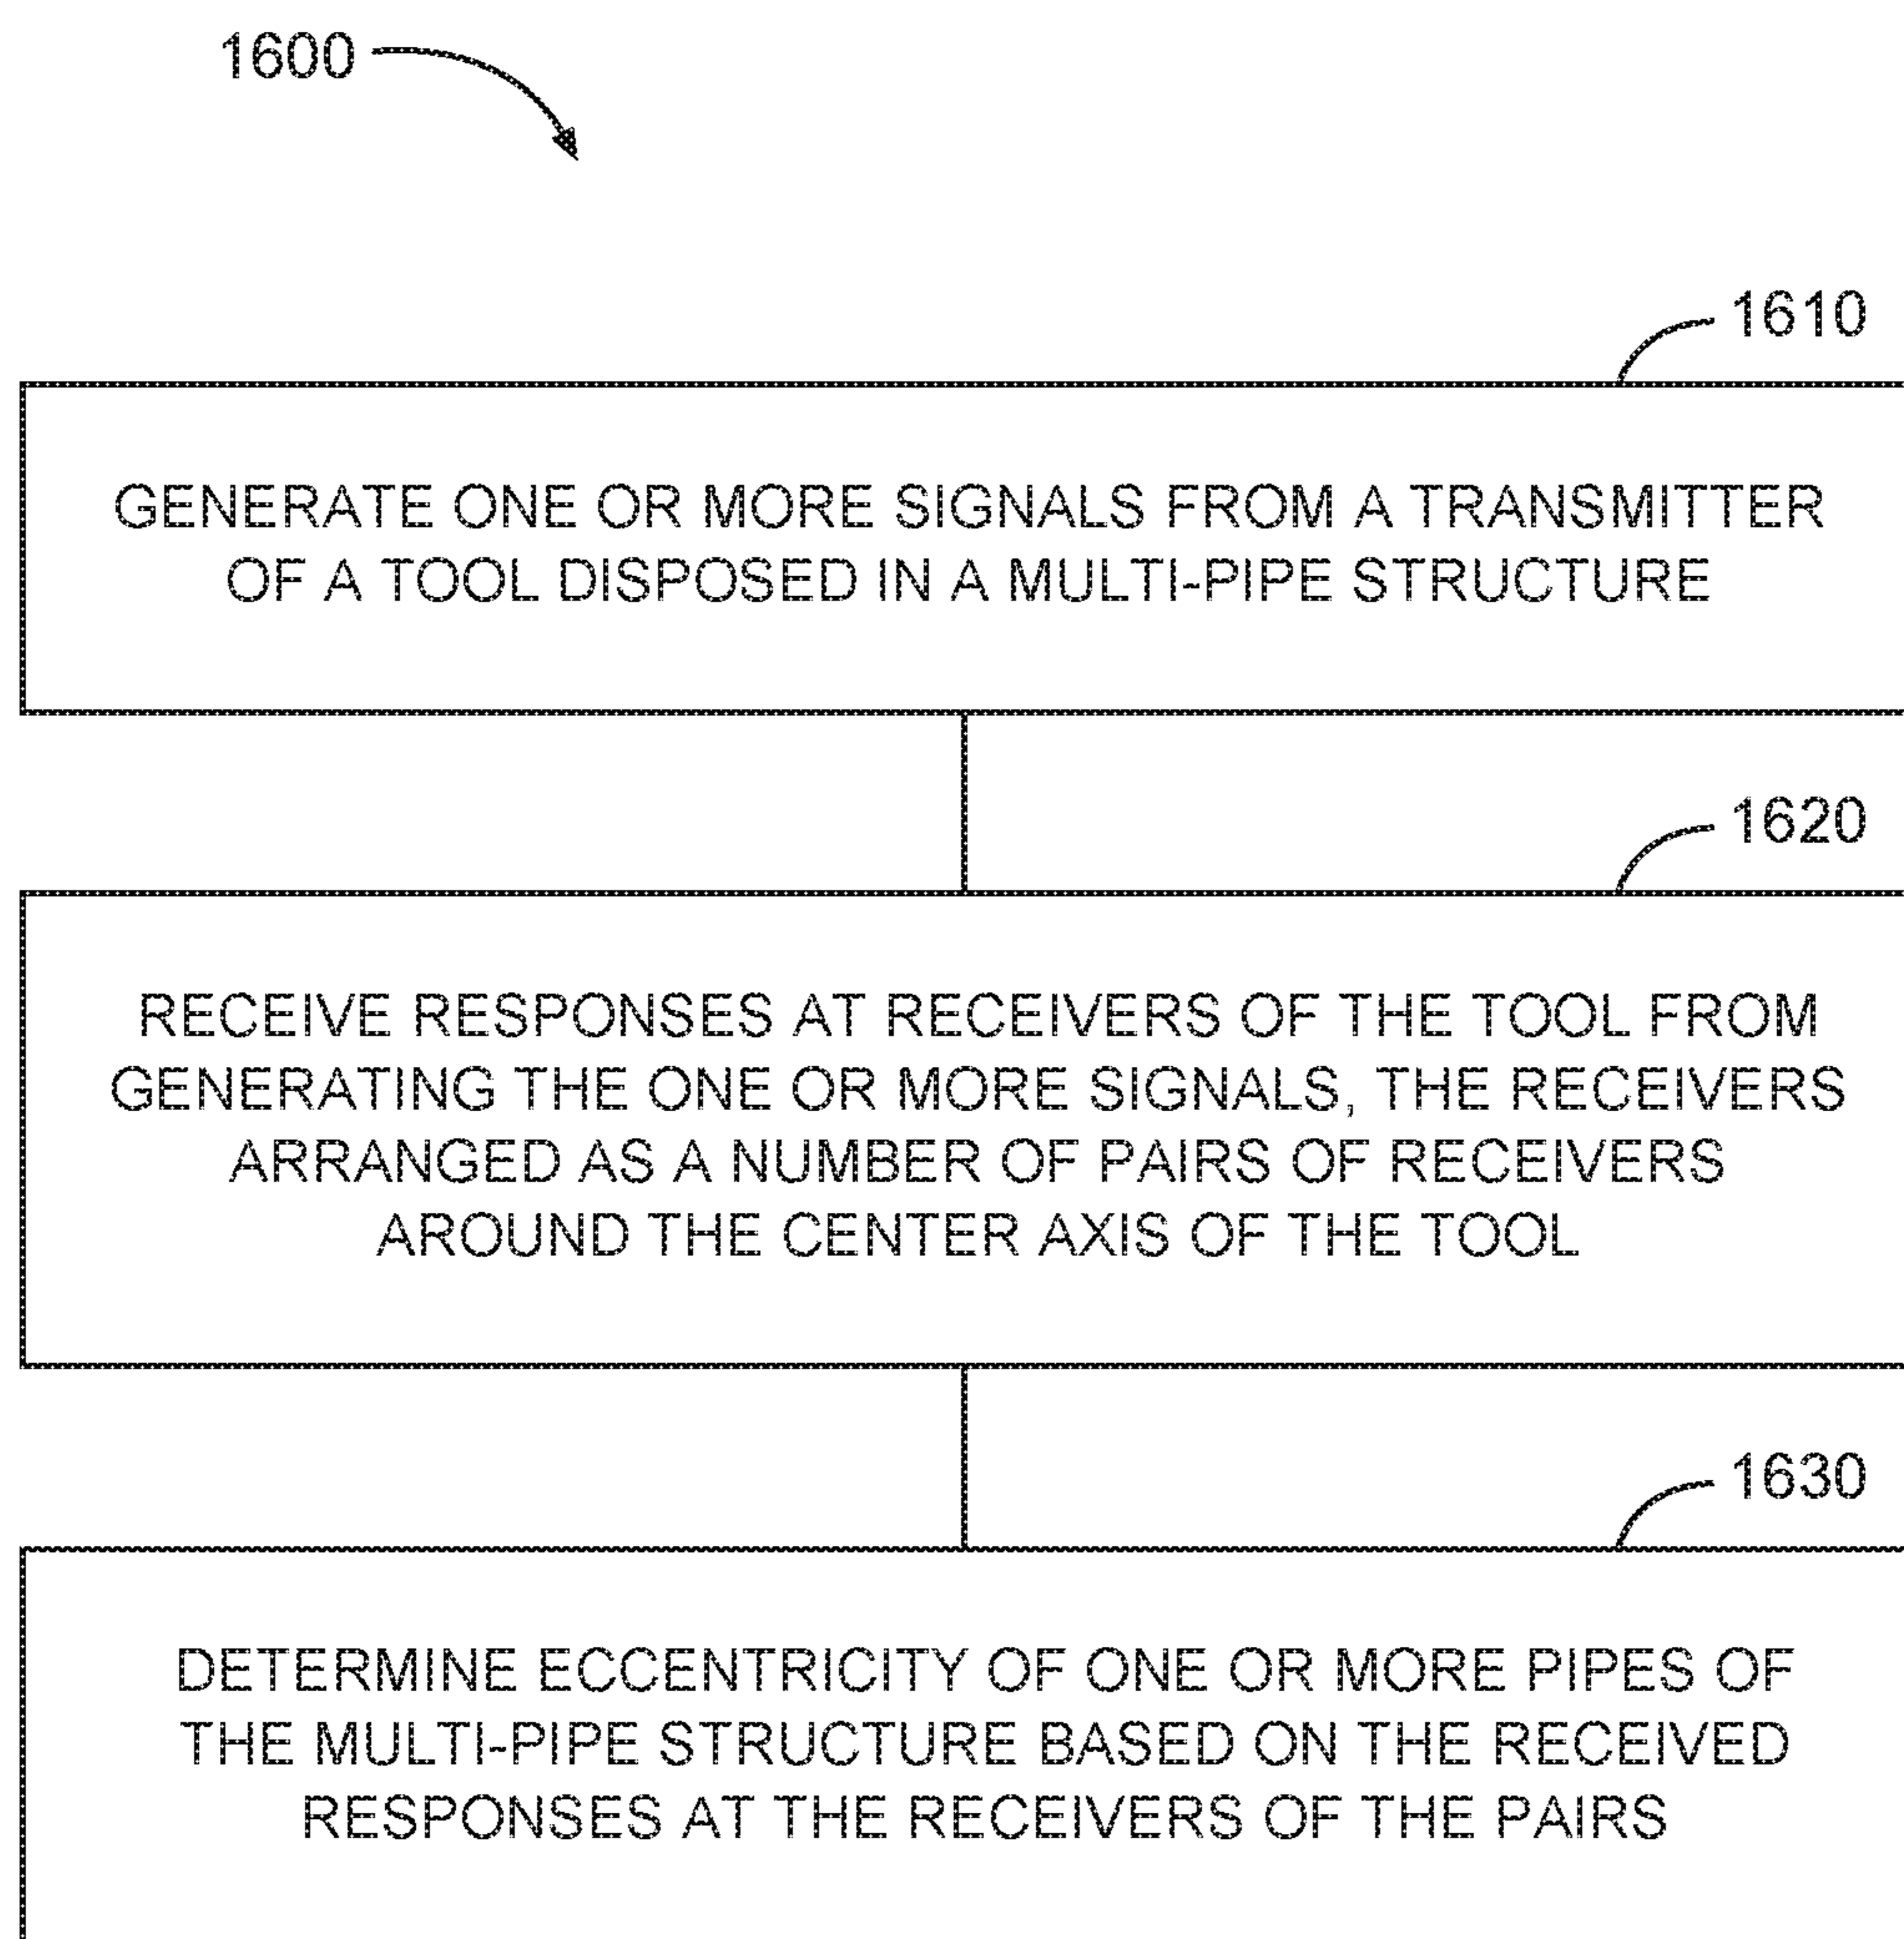 1600
1610
GENERATE ONE OR MORE SIGNALS FROM A TRANSMITTER
OF A TOOL DISPOSED IN A MULTI-PIPE STRUCTURE
1620
RECEIVE RESPONSES AT RECEIVERS OF THE TOOL FROM
GENERATING THE ONE OR MORE SIGNALS, THE RECEIVERS
ARRANGED AS A NUMBER OF PAIRS OF RECEIVERS
AROUND THE CENTER AXIS OF THE TOOL
1630
DETERMINE ECCENTRICITY OF ONE OR MORE PIPES OF
THE MULTI-PIPE STRUCTURE BASED ON THE RECEIVED
RESPONSES AT THE RECEIVERS OF THE PAIRS